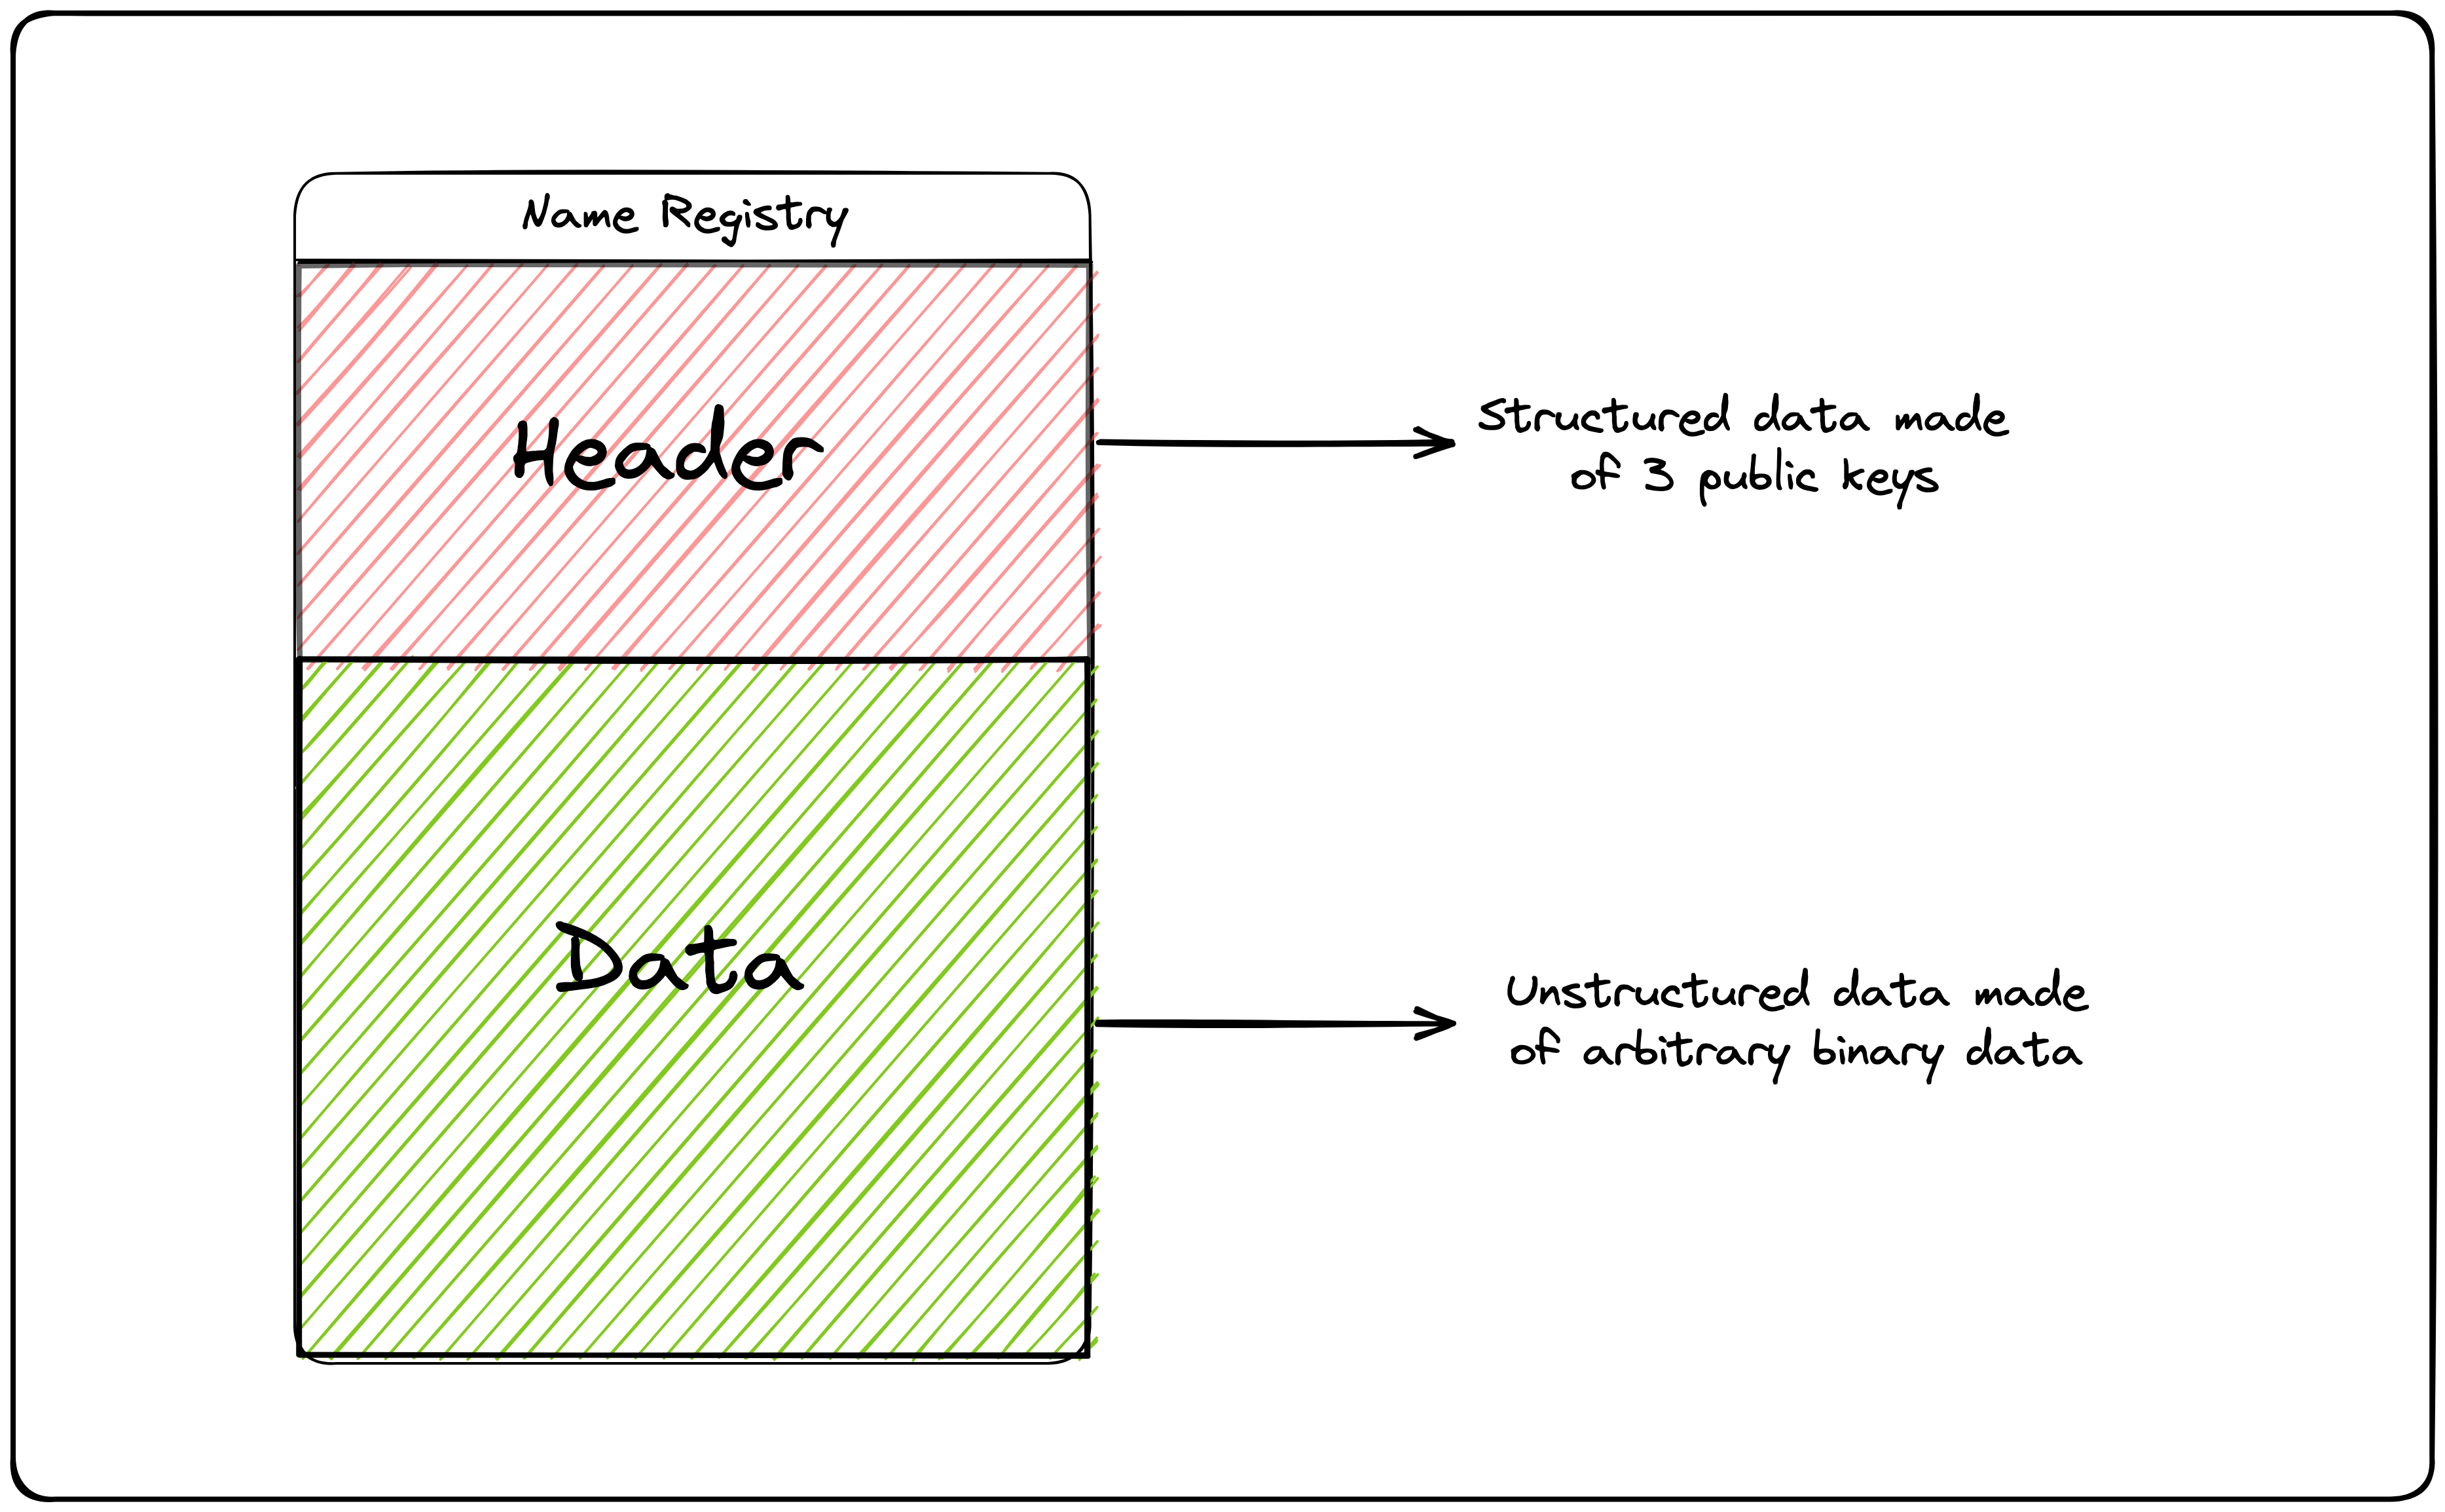 Name Registry
Header
Structured data made
of 3 public keys
Data
Unstructured data made
of arbitrary binary data